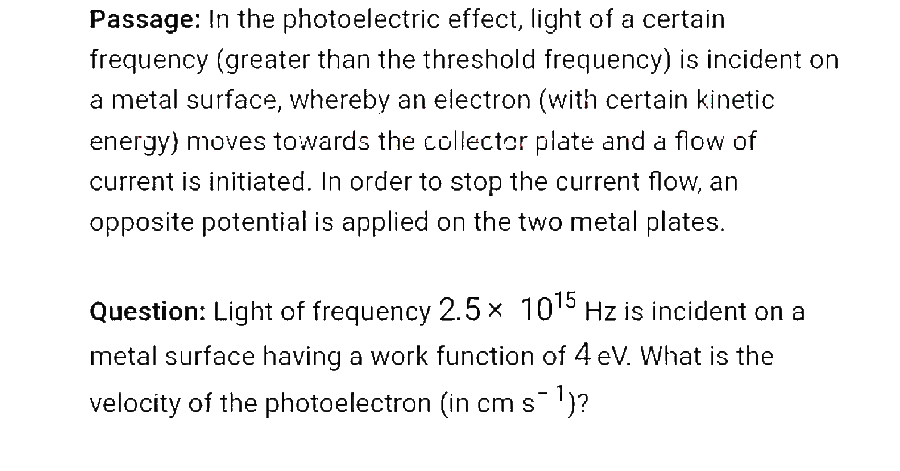 Passage: In the photoelectric effect, light of a certain
frequency (greater than the threshold frequency) is incident on
a metal surface, whereby an electron (with certain kinetic
energy) moves towards the collector plate and a flow of
current is initiated. In order to stop the current flow, an
opposite potential is applied on the two metal plates.
Question: Light of frequency 2.5 × 10¹⁵ Hz is incident on a
metal surface having a work function of 4 eV. What is the
velocity of the photoelectron (in cm s⁻¹)?